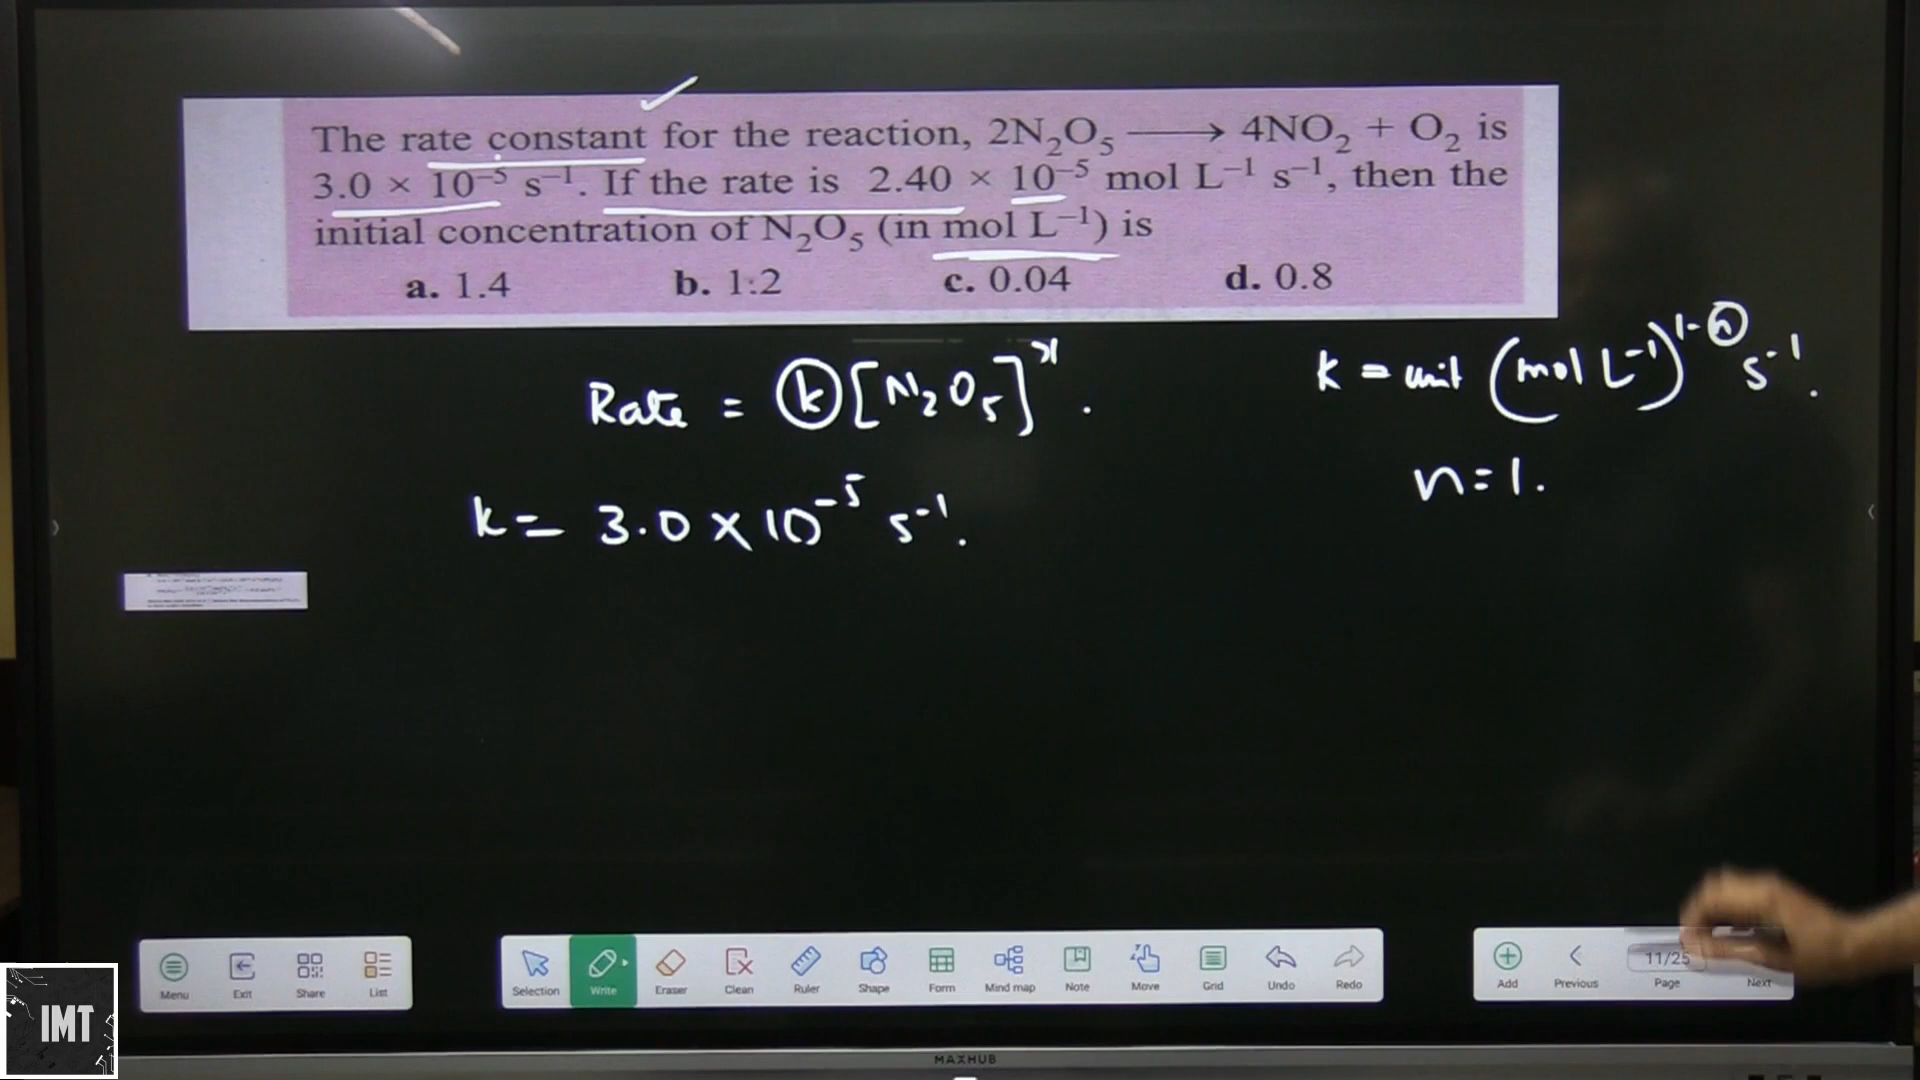 The rate constant for the reaction, 2N₂O₅ ⟶ 4NO₂ + O₂ is
3.0 × 10⁻⁵ s⁻¹. If the rate is 2.40 × 10⁻⁵ mol L⁻¹ s⁻¹, then the
initial concentration of N₂O₅ (in mol L⁻¹) is
a. 1.4 b. 1:2 c. 0.04 d. 0.8
Rate = k[N₂O₅]ˣ.
k = unit (mol L⁻¹)¹⁻ⁿ s⁻¹.
n=1.
k= 3.0 × 10⁻⁵ s⁻¹.
Menu Exit Share List
Selection Write Eraser Clean Ruler Shape Form Mind map Note Move Grid Undo Redo
11/25
Add Previous Page Next
IMT
MAXHUB